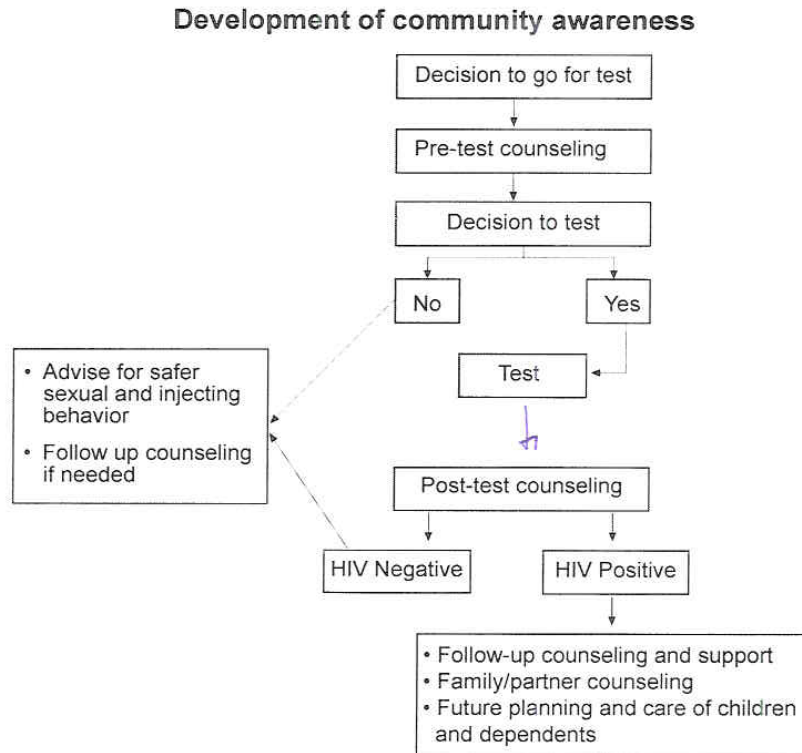 Development of community awareness
Decision to go for test
Pre-test counseling
Decision to test
No
Yes
Test
• Advise for safer
sexual and injecting
behavior
• Follow up counseling
if needed
Post-test counseling
HIV Negative
HIV Positive
• Follow-up counseling and support
• Family/partner counseling
• Future planning and care of children
and dependents